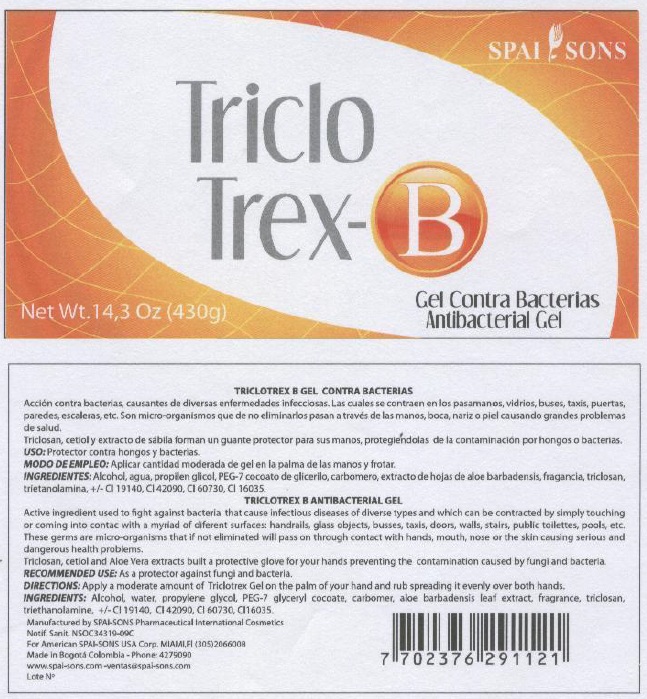 SPAI SONS
Triclo
Trex-B
Net Wt.14,3 Oz (430g)
Gel Contra Bacterias
Antibacterial Gel
TRICLOTREX B GEL CONTRA BACTERIAS
Acción contra bacterias, causantes de diversas enfermedades infecciosas. Las cuales se contraen en los pasamanos, vidrios, buses, taxis, puertas,
paredes, escaleras, etc. Son micro-organismos que de no eliminarlos pasan a través de las manos, boca, nariz o piel causando grandes problemas
de salud.
Triclosan, cetiol y extracto de sábila forman un guante protector para sus manos, protegiéndolas de la contaminación por hongos o bacterias.
USO: Protector contra hongos y bacterias.
MODO DE EMPLEO: Aplicar cantidad moderada de gel en la palma de las manos y frotar.
INGREDIENTES: Alcohol, agua, propilen glicol, PEG-7 cocoato de glicerilo, carbomero, extracto de hojas de aloe barbadensis, fragancia, triclosan,
trietanolamina, +/- CI 19140, CI 42090, CI 60730, CI 16035.
TRICLOTREX B ANTIBACTERIAL GEL
Active ingredient used to fight against bacteria that cause infectious diseases of diverse types and which can be contracted by simply touching
or coming into contac with a myriad of diferent surfaces: handrails, glass objects, busses, taxis, doors, walls, stairs, public toilettes, pools, etc.
These germs are micro-organisms that if not eliminated will pass on through contact with hands, mouth, nose or the skin causing serious and
dangerous health problems.
Triclosan, cetiol and Aloe Vera extracts built a protective glove for your hands preventing the contamination caused by fungi and bacteria.
RECOMMENDED USE: As a protector against fungi and bacteria.
DIRECTIONS: Apply a moderate amount of Triclotrex Gel on the palm of your hand and rub spreading it evenly over both hands.
INGREDIENTS: Alcohol, water, propylene glycol, PEG-7 glyceryl cocoate, carbomer, aloe barbadensis leaf extract, fragrance, triclosan,
triethanolamine, +/- CI 19140, CI 42090, CI 60730, CI16035.
Manufactured by SPAI-SONS Pharmaceutical International Cosmetics
Notif. Sanit. NSOC34319-09C
For American SPAI-SONS USA Corp. MIAMI,Fl (305)2066008
Made in Bogotá Colombia - Phone: 4279090
www.spai-sons.com -ventas@spai-sons.com
Lote Nº
7 702376 291121